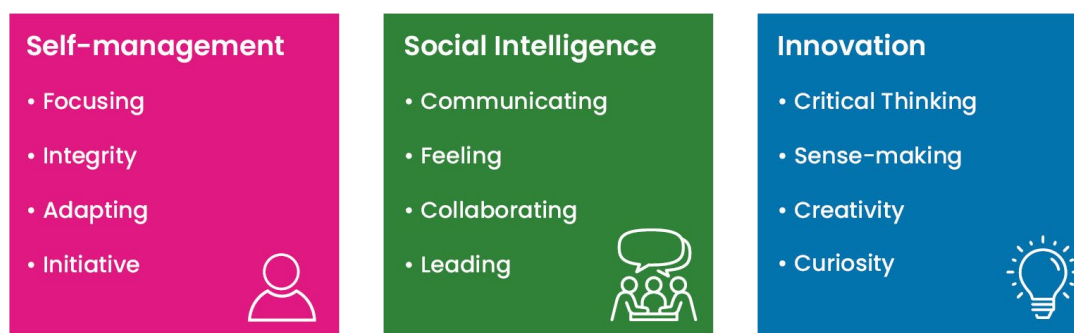 Self-management
• Focusing
• Integrity
• Adapting
• Initiative
Social Intelligence
• Communicating
• Feeling
• Collaborating
• Leading
Innovation
• Critical Thinking
• Sense-making
• Creativity
• Curiosity